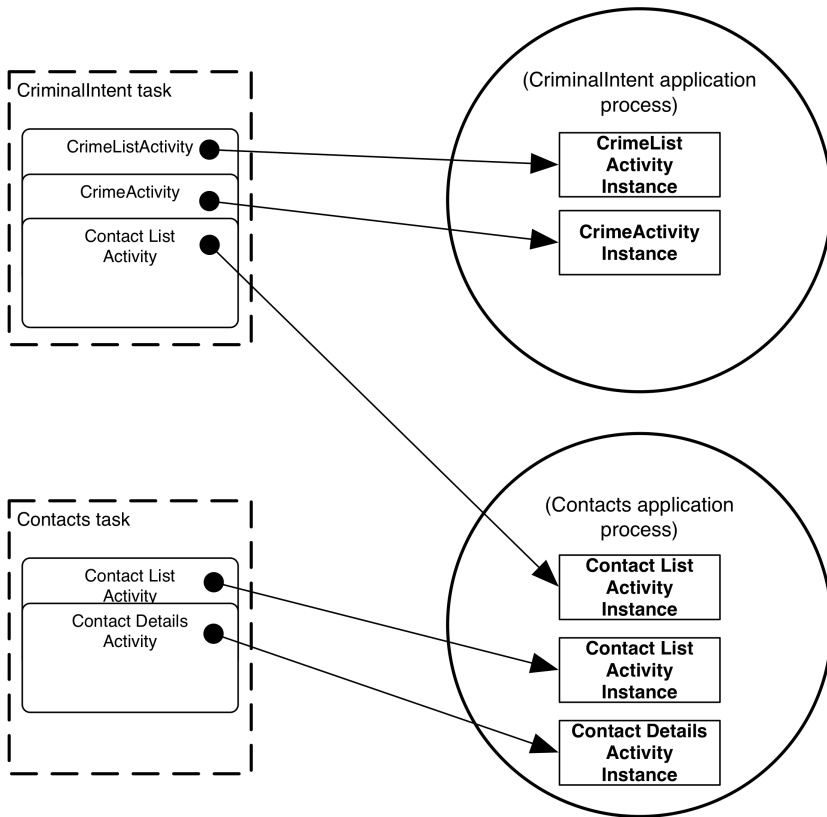 CriminalIntent task
CrimeListActivity
CrimeActivity
Contact List
Activity
(CriminalIntent application
process)
CrimeList
Activity
Instance
CrimeActivity
Instance
Contacts task
Contact List
Activity
Contact Details
Activity
(Contacts application
process)
Contact List
Activity
Instance
Contact List
Activity
Instance
Contact Details
Activity
Instance